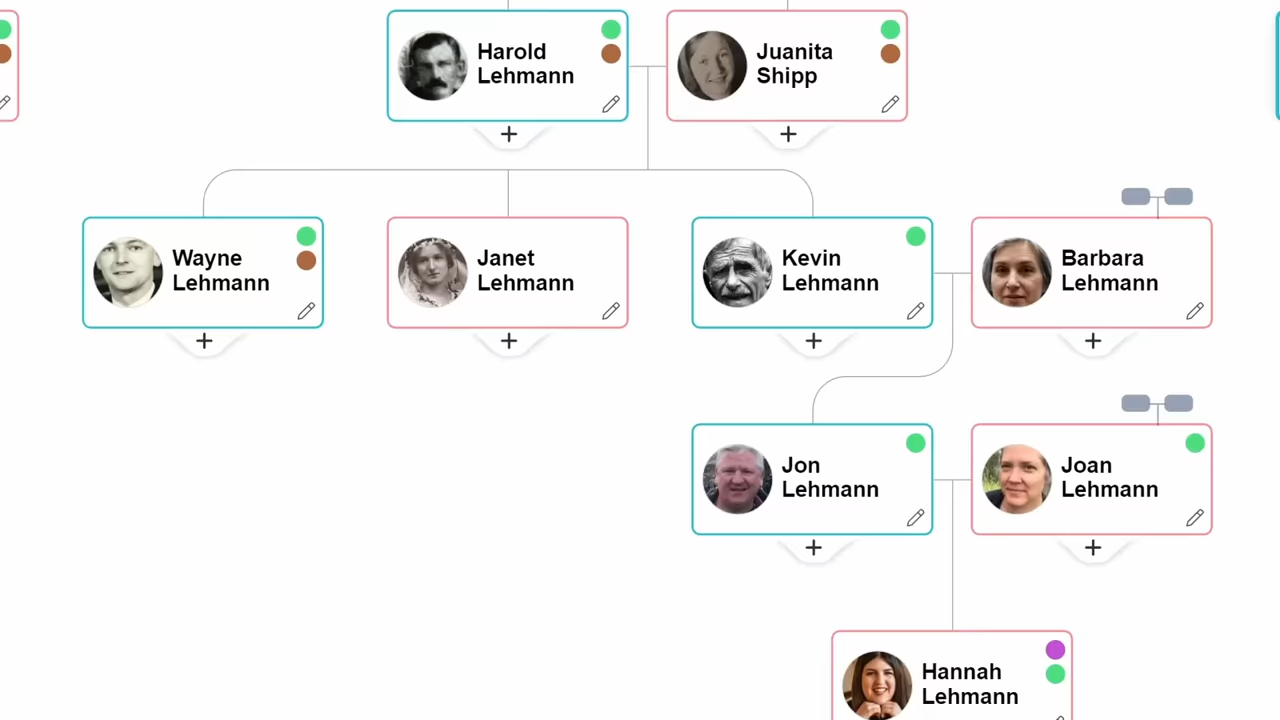 Harold
Lehmann
Juanita
Shipp
Wayne
Lehmann
Janet
Lehmann
Kevin
Lehmann
Barbara
Lehmann
Jon
Lehmann
Joan
Lehmann
Hannah
Lehmann